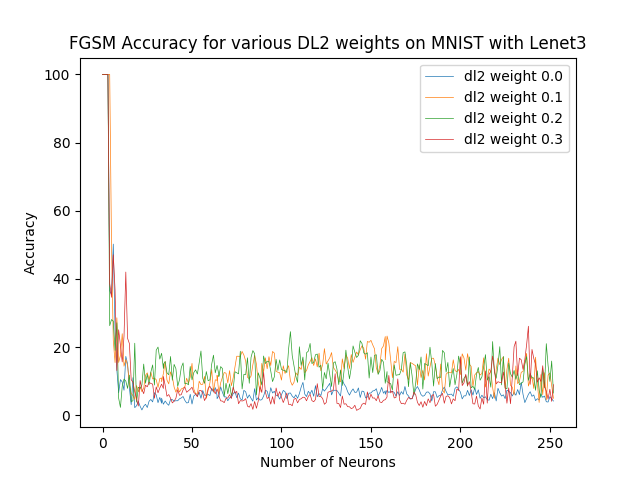 FGSM Accuracy for various DL2 weights on MNIST with Lenet3
dl2 weight 0.0
dl2 weight 0.1
dl2 weight 0.2
dl2 weight 0.3
100
80
60
40
20
0
Accuracy
0 50 100 150 200 250
Number of Neurons